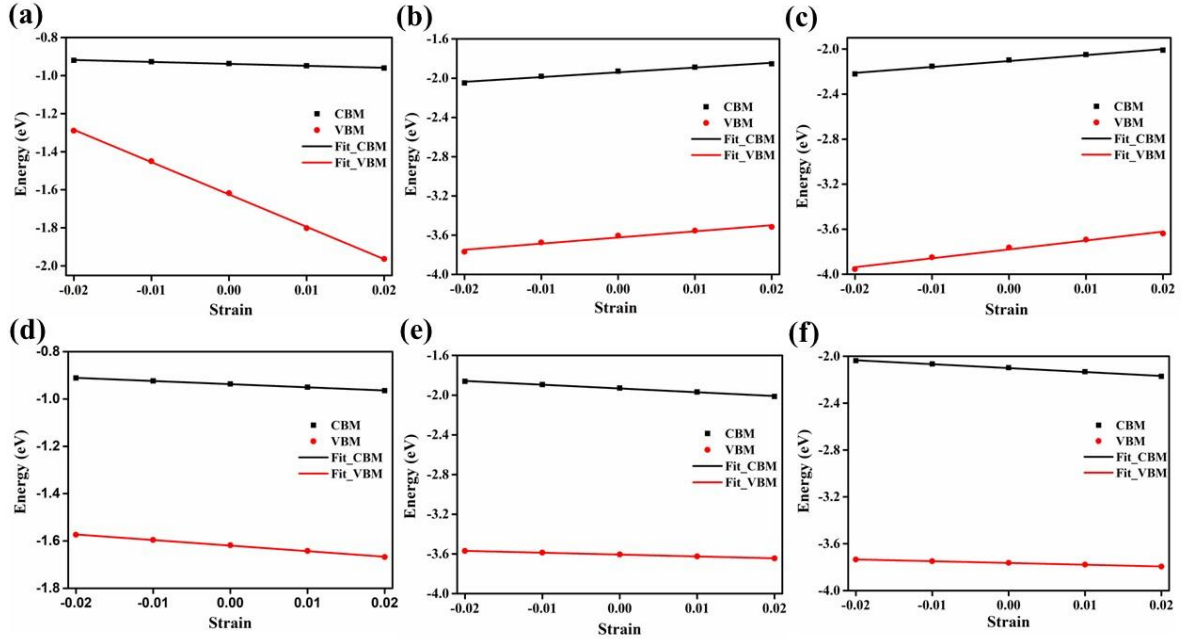 (a)
-0.8
-1.0
-1.2
-1.4
-1.6
-1.8
-2.0
Energy (eV)
CBM
VBM
Fit_CBM
Fit_VBM
-0.02 -0.01 0.00 0.01 0.02
Strain
(b)
-1.6
-2.0
-2.4
-2.8
-3.2
-3.6
-4.0
Energy (eV)
CBM
VBM
Fit_CBM
Fit_VBM
-0.02 -0.01 0.00 0.01 0.02
Strain
(c)
-2.0
-2.4
-2.8
-3.2
-3.6
-4.0
Energy (eV)
CBM
VBM
Fit_CBM
Fit_VBM
-0.02 -0.01 0.00 0.01 0.02
Strain
(d)
-0.8
-1.0
-1.2
-1.4
-1.6
-1.8
Energy (eV)
CBM
VBM
Fit_CBM
Fit_VBM
-0.02 -0.01 0.00 0.01 0.02
Strain
(e)
-1.6
-2.0
-2.4
-2.8
-3.2
-3.6
-4.0
Energy (eV)
CBM
VBM
Fit_CBM
Fit_VBM
-0.02 -0.01 0.00 0.01 0.02
Strain
(f)
-2.0
-2.4
-2.8
-3.2
-3.6
-4.0
Energy (eV)
CBM
VBM
Fit_CBM
Fit_VBM
-0.02 -0.01 0.00 0.01 0.02
Strain